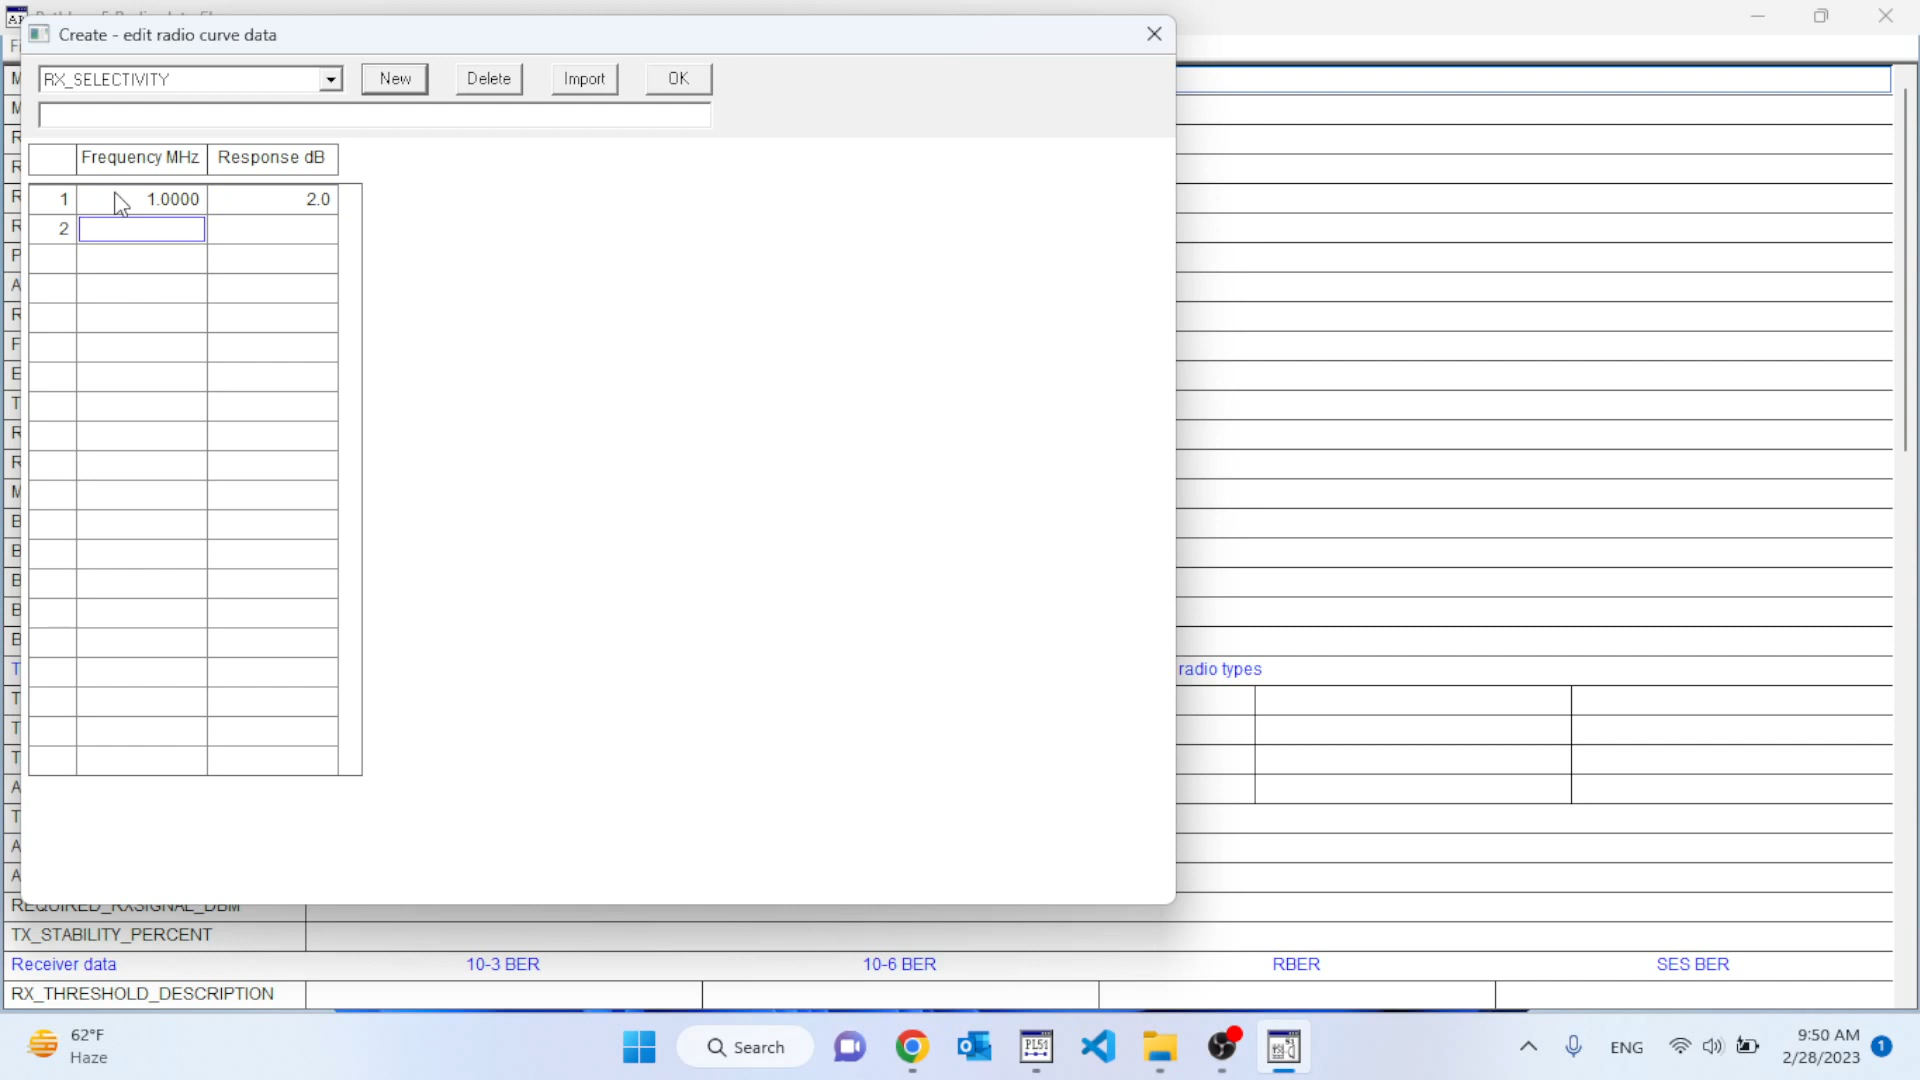 Create - edit radio curve data
RX_SELECTIVITY
New
Delete
Import
OK
Frequency MHz
Response dB
1
1.0000
2.0
2
radio types
TX_STABILITY_PERCENT
Receiver data
10-3 BER
10-6 BER
RBER
SES BER
RX_THRESHOLD_DESCRIPTION
62°F
Haze
Search
PL51
ENG
9:50 AM
2/28/2023
1